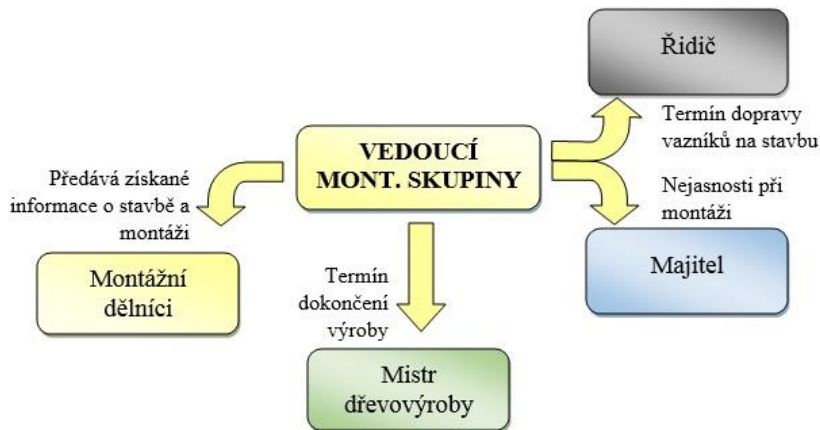 Řidič
Termín dopravy
vazníků na stavbu
VEDOUCÍ
MONT. SKUPINY
Předává získané
informace o stavbě a
montáži
Nejasnosti při
montáži
Montážní
dělníci
Majitel
Termín
dokončení
výroby
Mistr
dřevovýroby